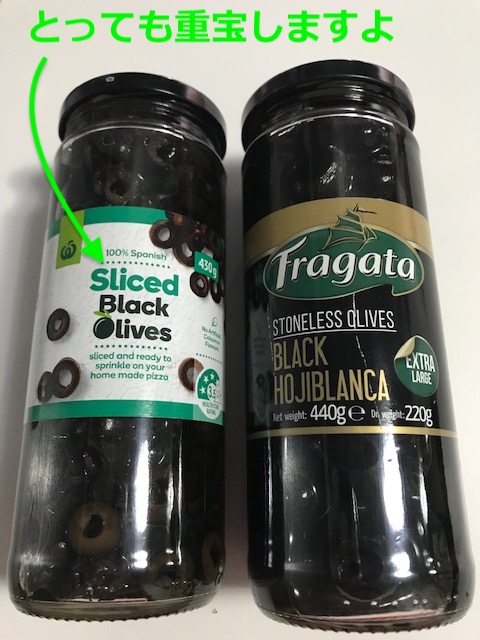 とっても重宝しますよ
100% Spanish
430g
Sliced
Black
Olives
sliced and ready to
sprinkle on your
home made pizza
No Artificial
Fragata
STONELESS OLIVES
BLACK
HOJIBLANCA
EXTRA
LARGE
Net weight: 440g℮ Dr. weight: 220g